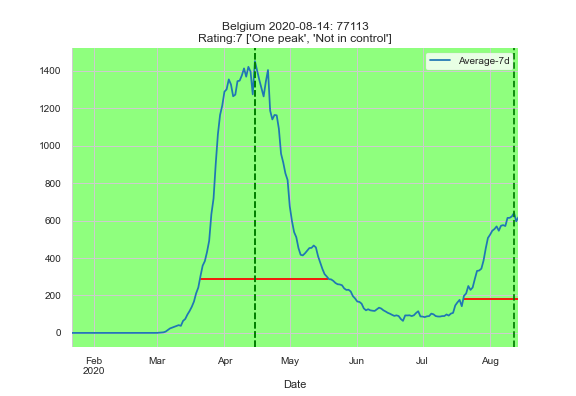 Belgium 2020-08-14: 77113
Rating:7 ['One peak', 'Not in control']
Average-7d
1400
1200
1000
800
600
400
200
0
Feb
2020
Mar
Apr
May
Jun
Jul
Aug
Date